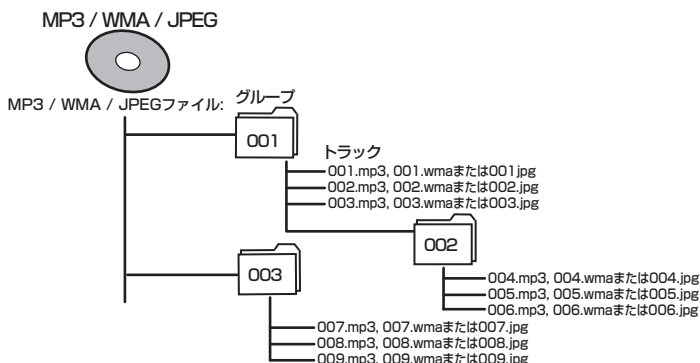 MP3 / WMA / JPEG
MP3 / WMA / JPEGファイル:
グループ
001
トラック
001.mp3, 001.wmaまたは001jpg
002.mp3, 002.wmaまたは002.jpg
003.mp3, 003.wmaまたは003.jpg
002
004.mp3, 004.wmaまたは004.jpg
005.mp3, 005.wmaまたは005.jpg
006.mp3, 006.wmaまたは006.jpg
003
007.mp3, 007.wmaまたは007.jpg
008.mp3, 008.wmaまたは008.jpg
009.mp3, 009.wmaまたは009.jpg